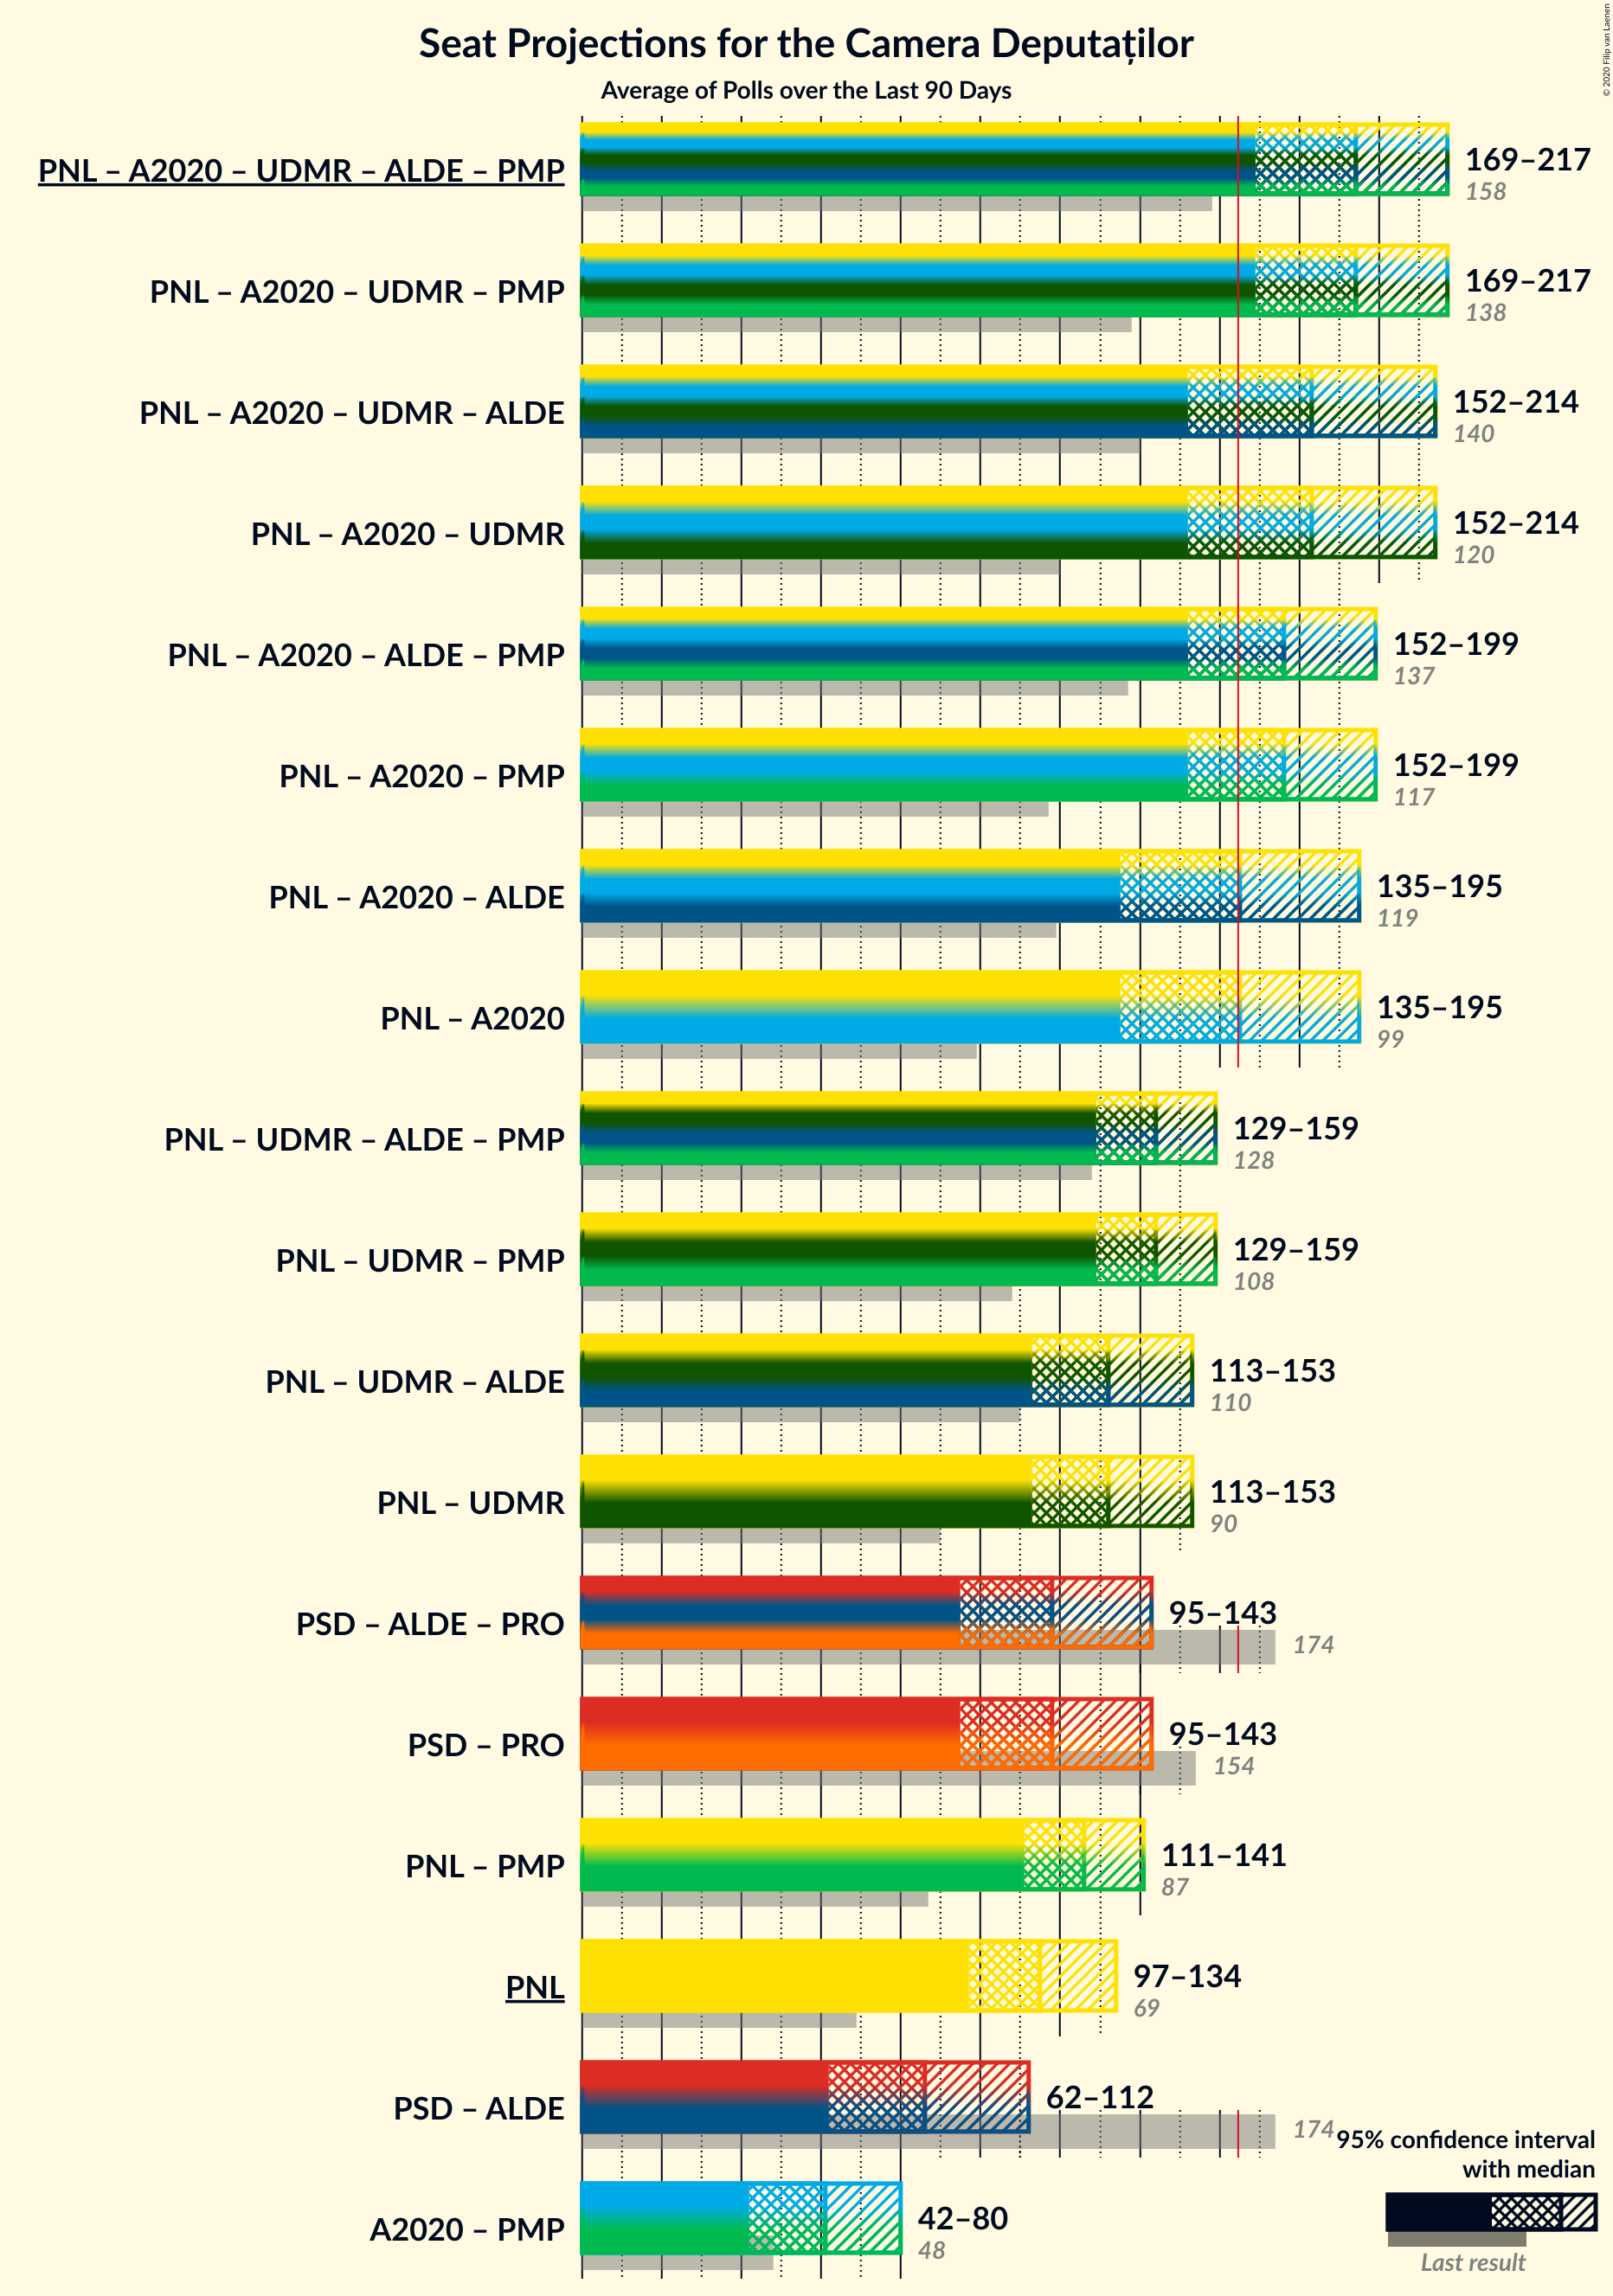 Seat Projections for the Camera Deputaților
Average of Polls over the Last 90 Days
© 2020 Filip van Laenen
PNL – A2020 – UDMR – ALDE – PMP
169–217
158
PNL – A2020 – UDMR – PMP
169–217
138
PNL – A2020 – UDMR – ALDE
152–214
140
PNL – A2020 – UDMR
152–214
120
PNL – A2020 – ALDE – PMP
152–199
137
PNL – A2020 – PMP
152–199
117
PNL – A2020 – ALDE
135–195
119
PNL – A2020
135–195
99
PNL – UDMR – ALDE – PMP
129–159
128
PNL – UDMR – PMP
129–159
108
PNL – UDMR – ALDE
113–153
110
PNL – UDMR
113–153
90
PSD – ALDE – PRO
95–143
174
PSD – PRO
95–143
154
PNL – PMP
111–141
87
PNL
97–134
69
PSD – ALDE
62–112
174
A2020 – PMP
42–80
48
95% confidence interval
with median
Last result